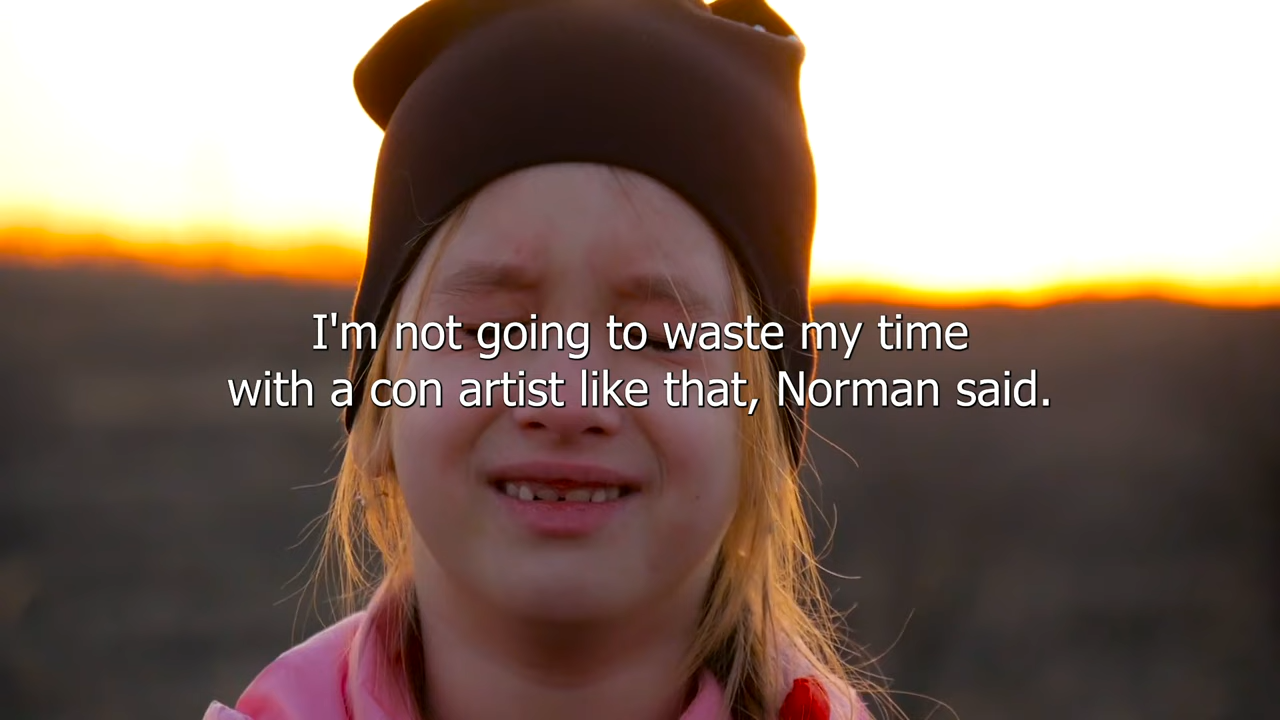 I'm not going to waste my time
with a con artist like that, Norman said.